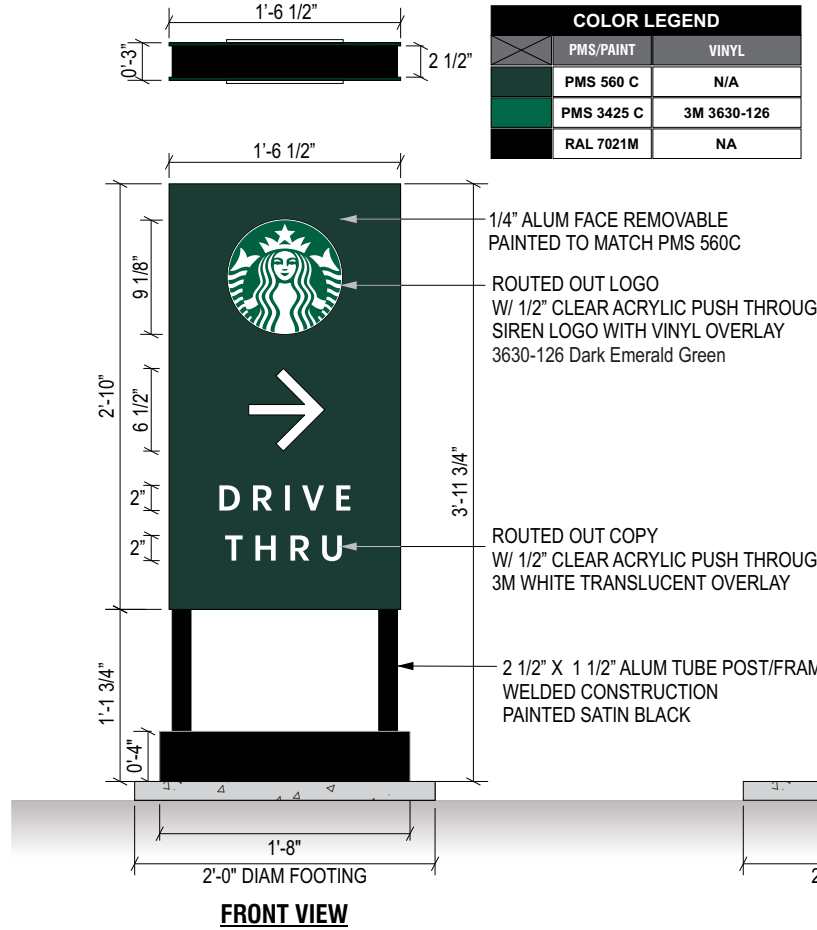 1'-6 1/2”
0'-3”
2 1/2”
COLOR LEGEND
PMS/PAINT VINYL
PMS 560 C N/A
PMS 3425 C 3M 3630-126
RAL 7021M NA
1'-6 1/2”
1/4” ALUM FACE REMOVABLE
PAINTED TO MATCH PMS 560C
9 1/8”
ROUTED OUT LOGO
W/ 1/2” CLEAR ACRYLIC PUSH THROUG
SIREN LOGO WITH VINYL OVERLAY
3630-126 Dark Emerald Green
2'-10”
6 1/2”
3'-11 3/4”
2”
DRIVE
2”
THRU
ROUTED OUT COPY
W/ 1/2” CLEAR ACRYLIC PUSH THROUG
3M WHITE TRANSLUCENT OVERLAY
1'-1 3/4”
2 1/2” X 1 1/2” ALUM TUBE POST/FRAM
WELDED CONSTRUCTION
PAINTED SATIN BLACK
0'-4”
1'-8"
2'-0" DIAM FOOTING
2
FRONT VIEW